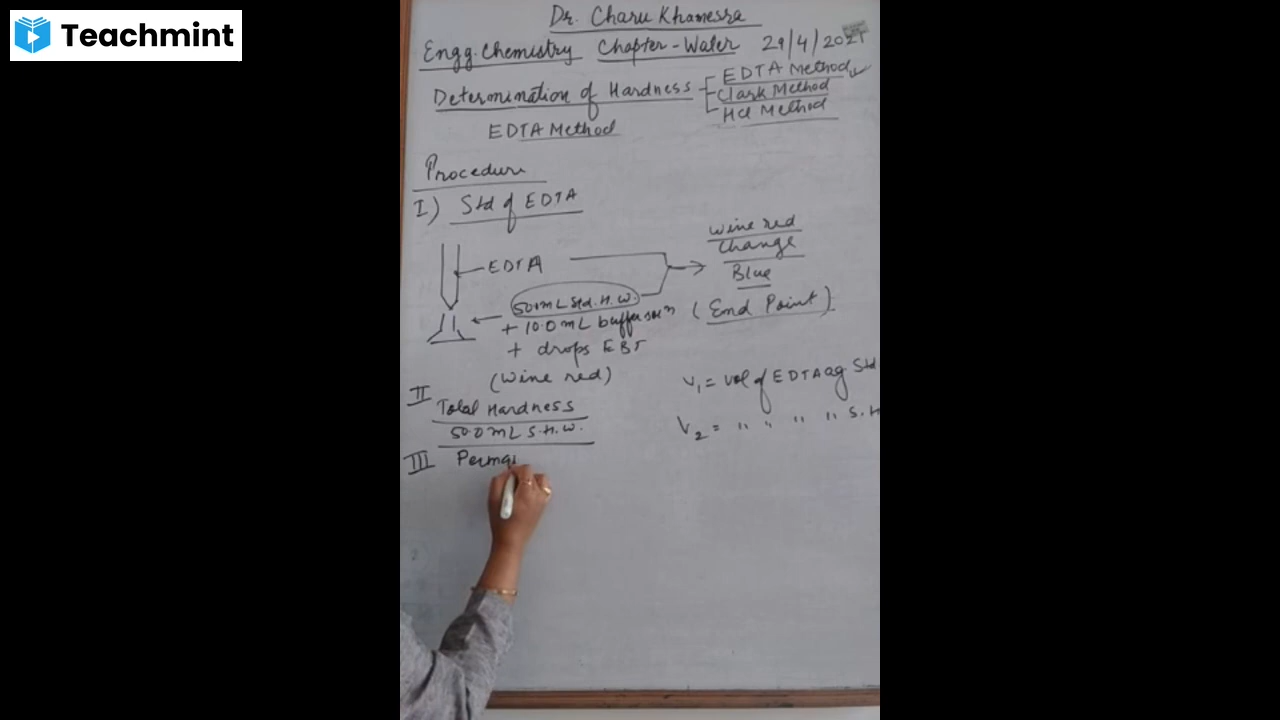 Teachmint
Dr. Charu Khamesra
Engg. Chemistry Chapter - Water 29/4/2021
Determination of Hardness
EDTA Method
Clark Method
Hcl Method
EDTA Method
Procedure
I) Std of EDTA
EDTA
50.0mL Std. H.W.
+ 10.0 mL buffer soln
+ drops EBT
(wine red)
wine red
change
Blue
(End Point)
II
Total Hardness
50.0 mL S.H.W.
V1 = vol of EDTA ag. Std
V2 = " " " " S. H
III Perma